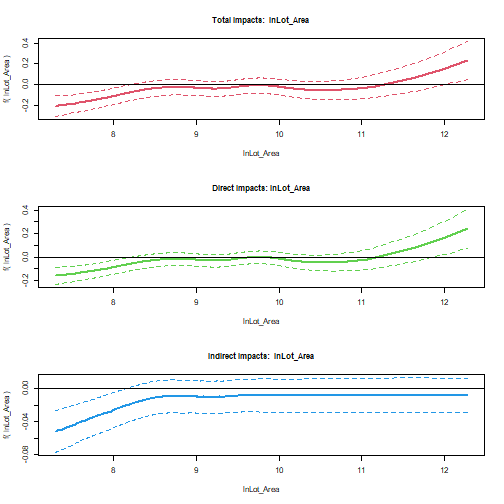 Total Impacts: lnLot_Area
f( lnLot_Area )
0.4
0.2
0.0
-0.2
8 9 10 11 12
lnLot_Area
Direct Impacts: lnLot_Area
f( lnLot_Area )
0.4
0.2
0.0
-0.2
8 9 10 11 12
lnLot_Area
Indirect Impacts: lnLot_Area
f( lnLot_Area )
0.00
-0.04
-0.08
8 9 10 11 12
lnLot_Area